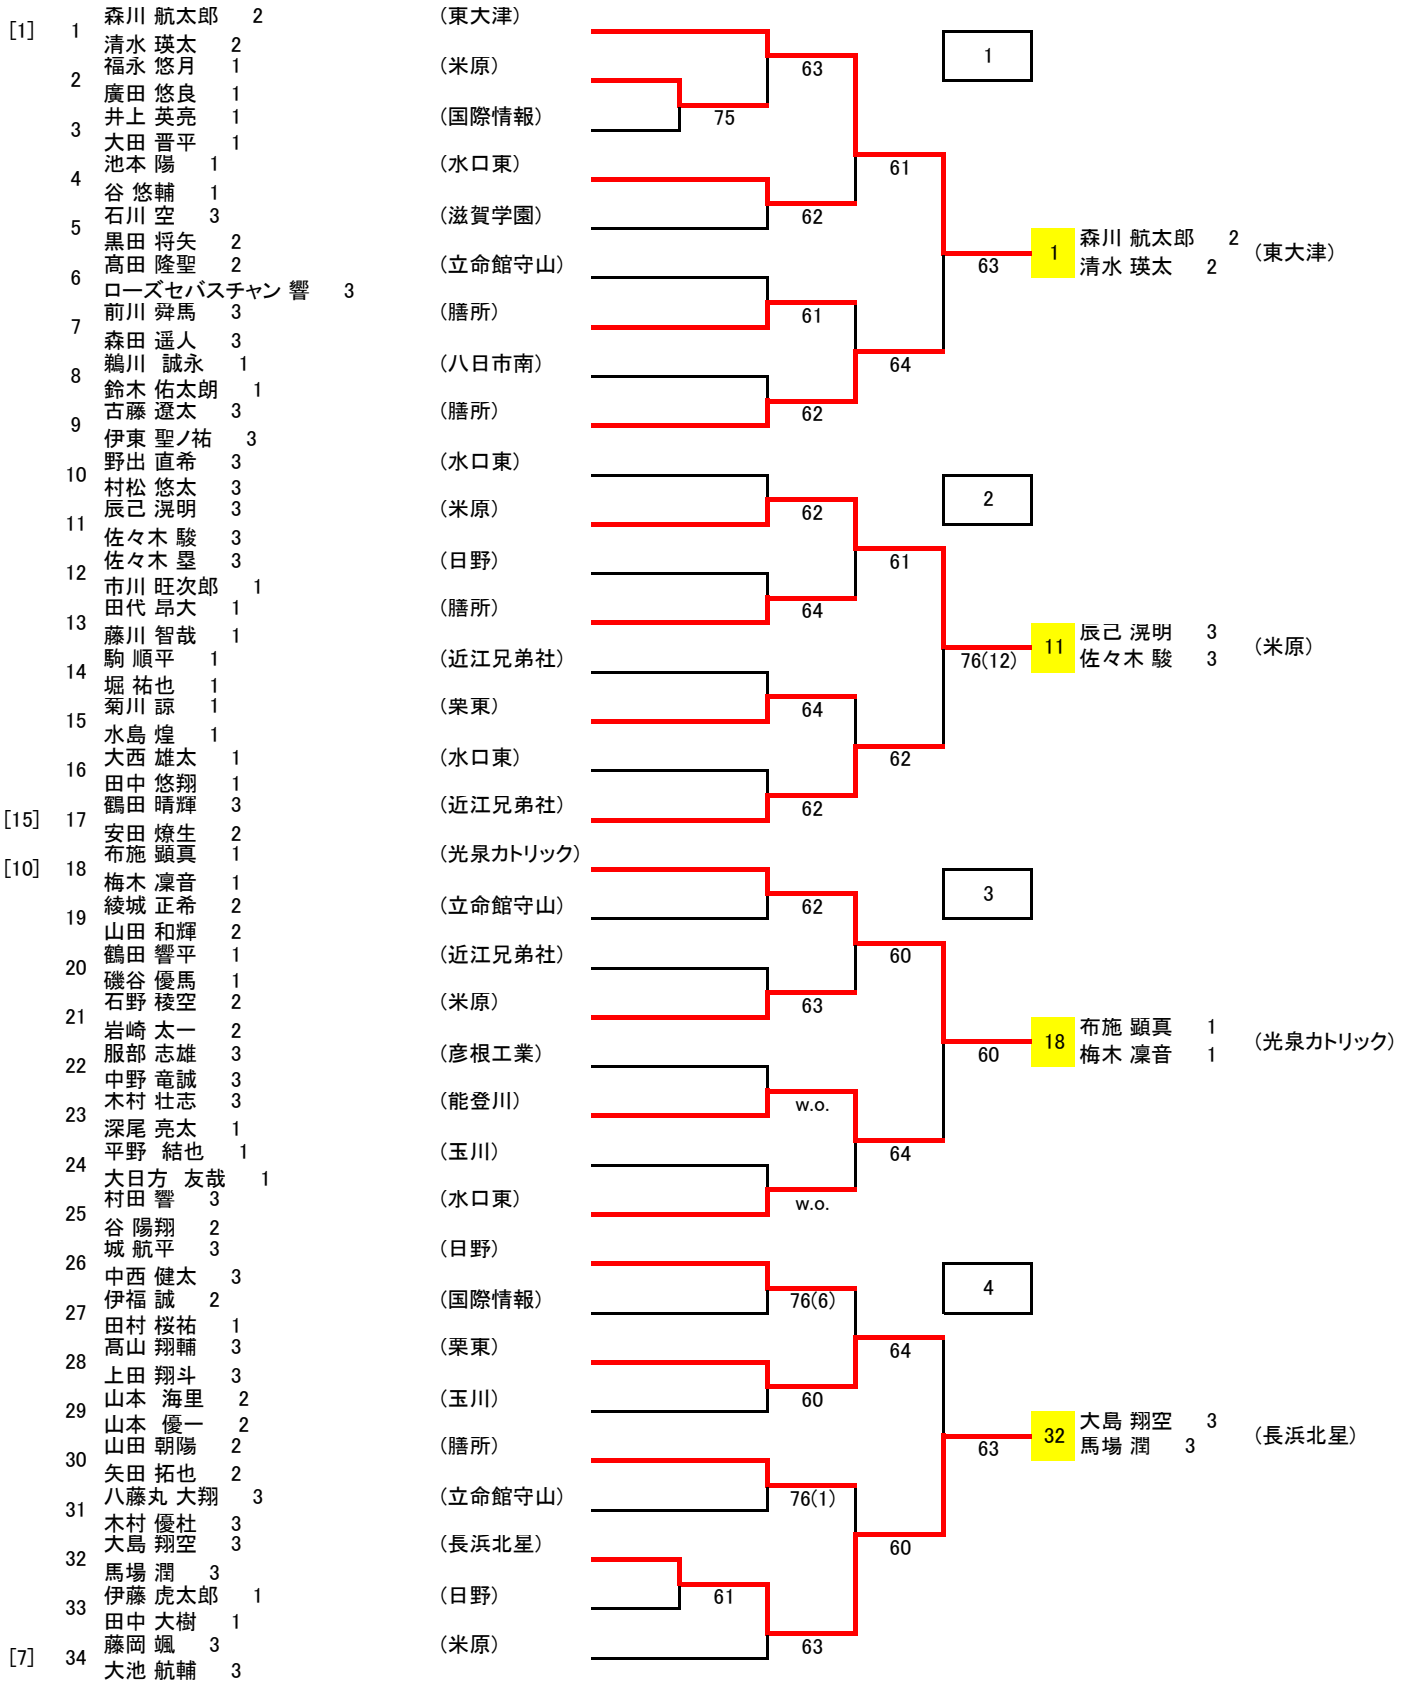 [1] 1 森川 航太郎 2 (東大津)
清水 瑛太 2
2 福永 悠月 1 (米原)
廣田 悠良 1
3 井上 英亮 1 (国際情報)
大田 晋平 1
4 池本 陽 1 (水口東)
谷 悠輔 1
5 石川 空 3 (滋賀学園)
黒田 将矢 2
6 髙田 隆聖 2 (立命館守山)
ローズセバスチャン 響 3
7 前川 舜馬 3 (膳所)
森田 遥人 3
8 鵜川 誠永 1 (八日市南)
鈴木 佑太朗 1
9 古藤 遼太 3 (膳所)
伊東 聖ノ祐 3
10 野出 直希 3 (水口東)
村松 悠太 3
11 辰己 滉明 3 (米原)
佐々木 駿 3
12 佐々木 塁 3 (日野)
市川 旺次郎 1
13 田代 昂大 1 (膳所)
藤川 智哉 1
14 駒 順平 1 (近江兄弟社)
堀 祐也 1
15 菊川 諒 1 (栗東)
水島 煌 1
16 大西 雄太 1 (水口東)
田中 悠翔 1
[15] 17 鶴田 晴輝 3 (近江兄弟社)
安田 燎生 2
[10] 18 布施 顕真 1 (光泉カトリック)
梅木 凜音 1
19 綾城 正希 2 (立命館守山)
山田 和輝 2
20 鶴田 響平 1 (近江兄弟社)
磯谷 優馬 1
21 石野 稜空 2 (米原)
岩崎 太一 2
22 服部 志雄 3 (彦根工業)
中野 竜誠 3
23 木村 壮志 3 (能登川)
深尾 亮太 1
24 平野 結也 1 (玉川)
大日方 友哉 1
25 村田 響 3 (水口東)
谷 陽翔 2
26 城 航平 3 (日野)
中西 健太 3
27 伊福 誠 2 (国際情報)
田村 桜祐 1
28 髙山 翔輔 3 (栗東)
上田 翔斗 3
29 山本 海里 2 (玉川)
山本 優一 2
30 山田 朝陽 2 (膳所)
矢田 拓也 2
31 八藤丸 大翔 3 (立命館守山)
木村 優杜 3
32 大島 翔空 3 (長浜北星)
馬場 潤 3
33 伊藤 虎太郎 1 (日野)
田中 大樹 1
[7] 34 藤岡 颯 3 (米原)
大池 航輔 3
75
61
63
62
61
62
62
64
64
62
62
63
w.o.
w.o.
76(6)
60
76(1)
63
61
64
61
62
60
64
64
60
63
76(12)
60
63
1
1 森川 航太郎 2 (東大津)
清水 瑛太 2
2
11 辰己 滉明 3 (米原)
佐々木 駿 3
3
18 布施 顕真 1 (光泉カトリック)
梅木 凜音 1
4
32 大島 翔空 3 (長浜北星)
馬場 潤 3